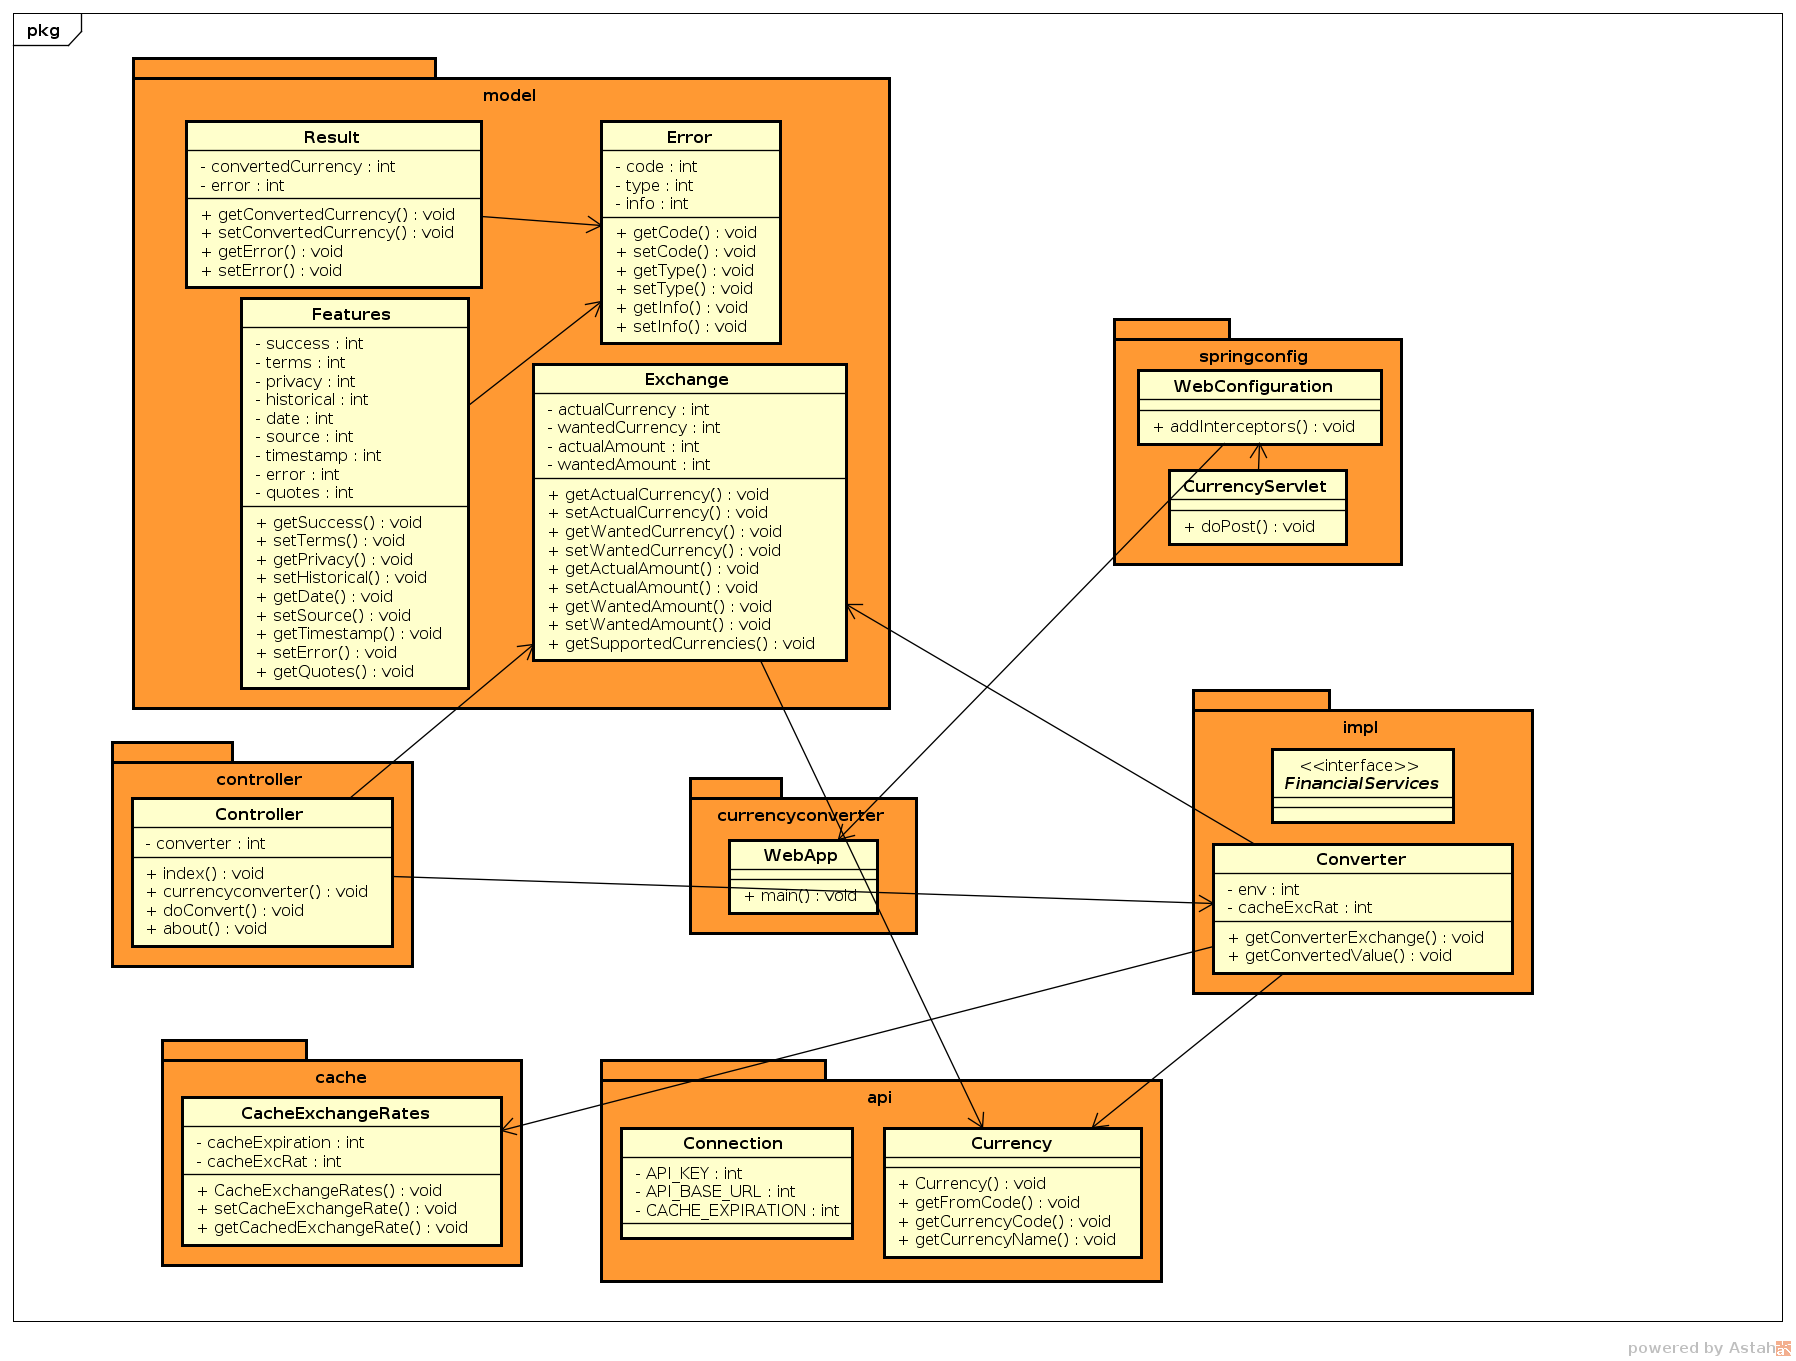 pkg
model
Result
- convertedCurrency : int
- error : int
+ getConvertedCurrency() : void
+ setConvertedCurrency() : void
+ getError() : void
+ setError() : void
Error
- code : int
- type : int
- info : int
+ getCode() : void
+ setCode() : void
+ getType() : void
+ setType() : void
+ getInfo() : void
+ setInfo() : void
Features
- success : int
- terms : int
- privacy : int
- historical : int
- date : int
- source : int
- timestamp : int
- error : int
- quotes : int
+ getSuccess() : void
+ setTerms() : void
+ getPrivacy() : void
+ setHistorical() : void
+ getDate() : void
+ setSource() : void
+ getTimestamp() : void
+ setError() : void
+ getQuotes() : void
Exchange
- actualCurrency : int
- wantedCurrency : int
- actualAmount : int
- wantedAmount : int
+ getActualCurrency() : void
+ setActualCurrency() : void
+ getWantedCurrency() : void
+ setWantedCurrency() : void
+ getActualAmount() : void
+ setActualAmount() : void
+ getWantedAmount() : void
+ setWantedAmount() : void
+ getSupportedCurrencies() : void
springconfig
WebConfiguration
+ addInterceptors() : void
CurrencyServlet
+ doPost() : void
controller
Controller
- converter : int
+ index() : void
+ currencyconverter() : void
+ doConvert() : void
+ about() : void
currencyconverter
WebApp
+ main() : void
impl
<<interface>>
FinancialServices
Converter
- env : int
- cacheExcRat : int
+ getConverterExchange() : void
+ getConvertedValue() : void
cache
CacheExchangeRates
- cacheExpiration : int
- cacheExcRat : int
+ CacheExchangeRates() : void
+ setCacheExchangeRate() : void
+ getCachedExchangeRate() : void
api
Connection
- API_KEY : int
- API_BASE_URL : int
- CACHE_EXPIRATION : int
Currency
+ Currency() : void
+ getFromCode() : void
+ getCurrencyCode() : void
+ getCurrencyName() : void
powered by Astah